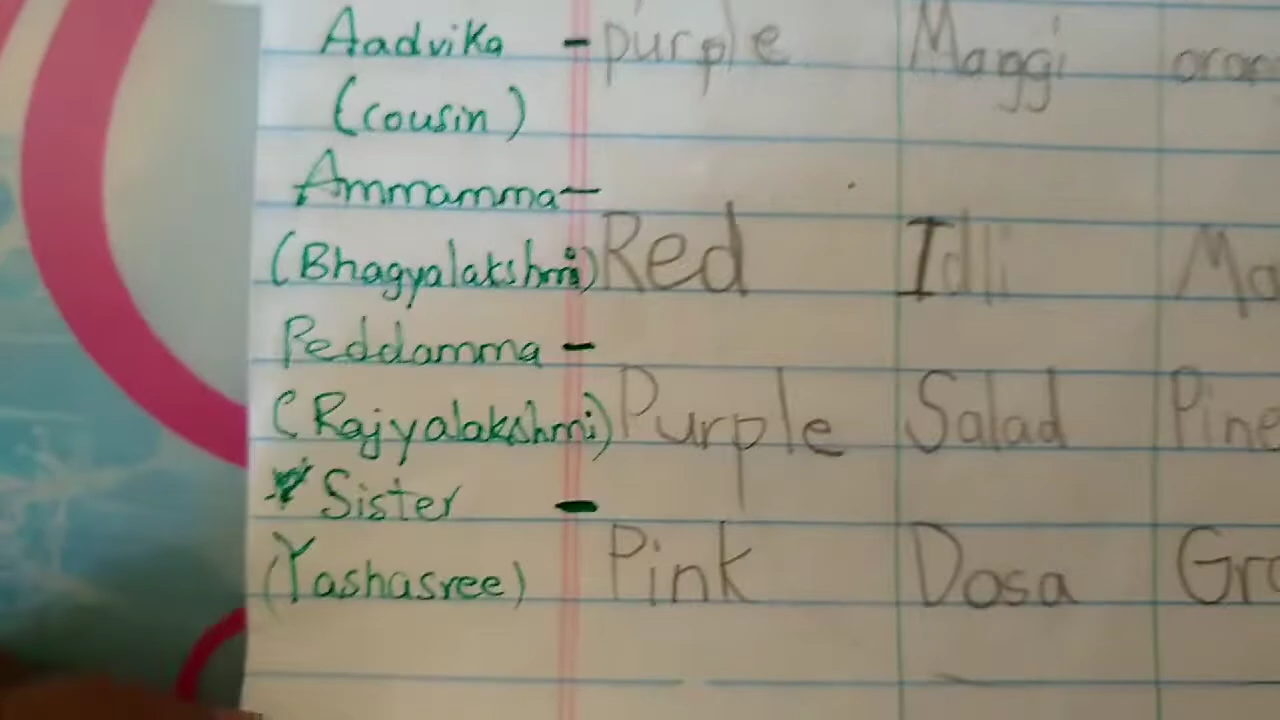 Aadvika - purple Maggi
(cousin)
Ammamma -
(Bhagyalakshmi) Red Idli
Peddamma -
(Rajyalakshmi) Purple Salad
Sister -
(Yashasree) Pink Dosa